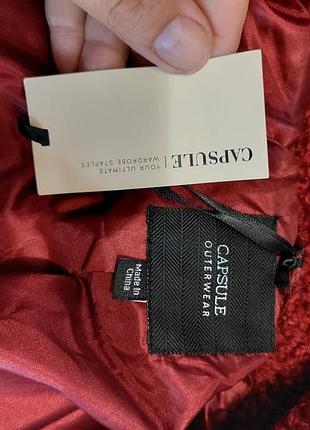 CAPSULE
YOUR ULTIMATE
WARDROBE STAPLES
CAPSULE
OUTERWEAR
Made in
China